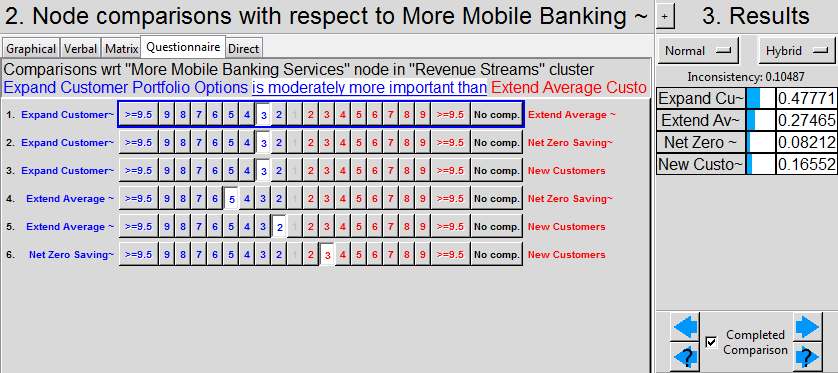 2. Node comparisons with respect to More Mobile Banking ~
+ 3. Results
Graphical Verbal Matrix Questionnaire Direct
Normal Hybrid
Comparisons wrt "More Mobile Banking Services" node in "Revenue Streams" cluster
Expand Customer Portfolio Options is moderately more important than Extend Average Custo
Inconsistency: 0.10487
Expand Cu~ 0.47771
Extend Av~ 0.27465
Net Zero ~ 0.08212
New Custo~ 0.16552
1. Expand Customer~ >=9.5 9 8 7 6 5 4 3 2 1 2 3 4 5 6 7 8 9 >=9.5 No comp. Extend Average ~
2. Expand Customer~ >=9.5 9 8 7 6 5 4 3 2 1 2 3 4 5 6 7 8 9 >=9.5 No comp. Net Zero Saving~
3. Expand Customer~ >=9.5 9 8 7 6 5 4 3 2 1 2 3 4 5 6 7 8 9 >=9.5 No comp. New Customers
4. Extend Average ~ >=9.5 9 8 7 6 5 4 3 2 1 2 3 4 5 6 7 8 9 >=9.5 No comp. Net Zero Saving~
5. Extend Average ~ >=9.5 9 8 7 6 5 4 3 2 1 2 3 4 5 6 7 8 9 >=9.5 No comp. New Customers
6. Net Zero Saving~ >=9.5 9 8 7 6 5 4 3 2 1 2 3 4 5 6 7 8 9 >=9.5 No comp. New Customers
Completed
Comparison
? ?